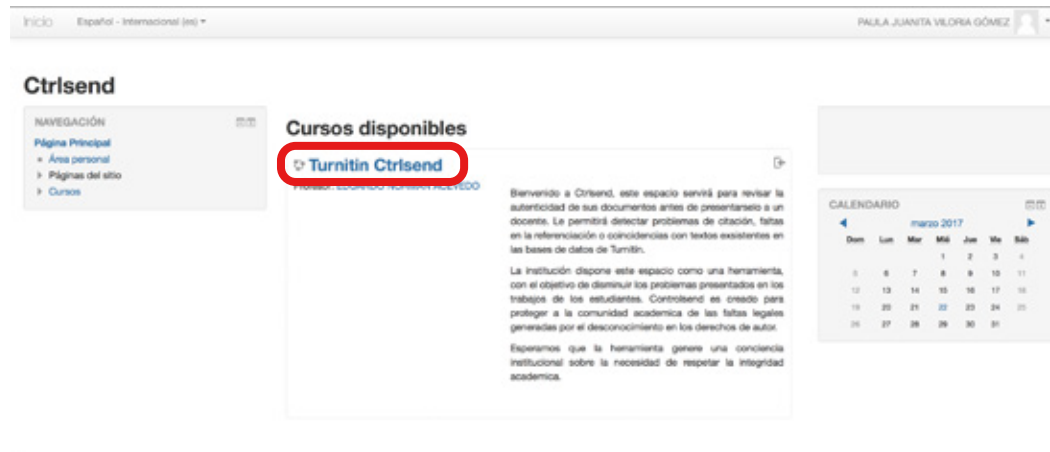 Inicio Español - Internacional (es)
PAULA JUANITA VILORIA GÓMEZ
Ctrlsend
NAVEGACIÓN
Página Principal
Área personal
Páginas del sitio
Cursos
Cursos disponibles
Turnitin Ctrlsend
Profesor: EDGARDO NORMAN ACEVEDO
Bienvenido a Ctrlsend, este espacio servirá para revisar la
autenticidad de sus documentos antes de presentarselo a un
docente. Le permitirá detectar problemas de citación, faltas
en la referenciación o coincidencias con textos exsistentes en
las bases de datos de Turnitin.
La institución dispone este espacio como una herramienta,
con el objetivo de disminuir los problemas presentados en los
trabajos de los estudiantes. Controlsend es creado para
proteger a la comunidad academica de las faltas legales
generadas por el desconocimiento en los derechos de autor.
Esperamos que la herramienta genere una conciencia
institucional sobre la necesidad de respetar la integridad
academica.
CALENDARIO
marzo 2017
Dom Lun Mar Mié Jue Vie Sáb
1 2 3 4
5 6 7 8 9 10 11
12 13 14 15 16 17 18
19 20 21 22 23 24 25
26 27 28 29 30 31